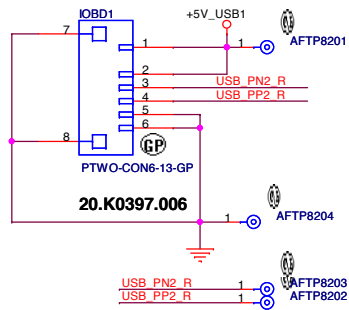 IOBD1
+5V_USB1
7
1
1
AFTP8201
2
3
USB_PN2_R
4
USB_PP2_R
5
6
8
GP
PTWO-CON6-13-GP
20.K0397.006
1
AFTP8204
USB_PN2_R
1
AFTP8203
USB_PP2_R
1
AFTP8202